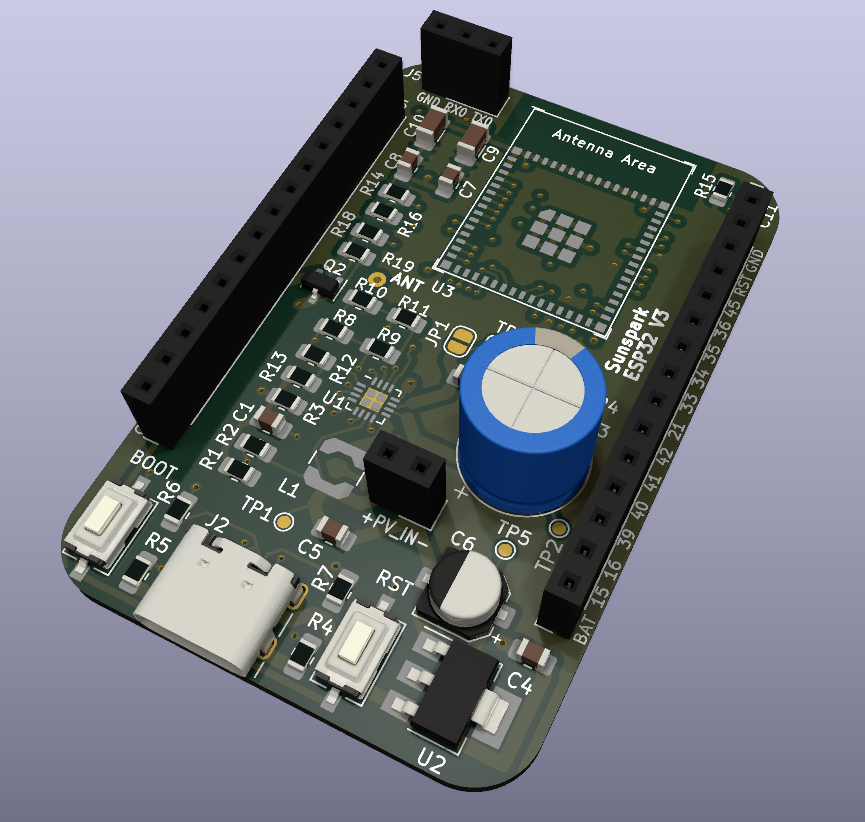 J5
GND RX0 TX0
C10
C9
C8
C7
R14
R16
R18
R19
Antenna Area
R15
C11
Q2
ANT
U3
R10
R11
R8
R9
JP1
Sunspark
ESP32 V3
R13
R12
U1
R3
C1
R2
R1
L1
BOOT
R6
R5
J2
TP1
C5
+PV_IN-
+
C6
TP5
TP2
R7
RST
R4
+
C4
U2
GND
RST
45
36
35
34
33
21
42
41
40
39
16
15
BAT